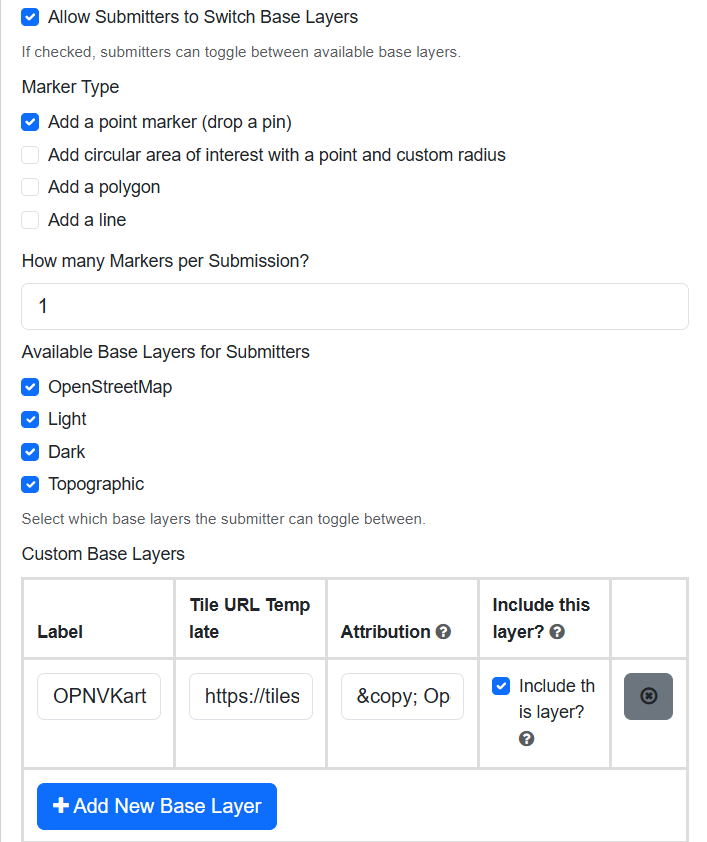 Allow Submitters to Switch Base Layers
If checked, submitters can toggle between available base layers.
Marker Type
Add a point marker (drop a pin)
Add circular area of interest with a point and custom radius
Add a polygon
Add a line
How many Markers per Submission?
1
Available Base Layers for Submitters
OpenStreetMap
Light
Dark
Topographic
Select which base layers the submitter can toggle between.
Custom Base Layers
Label
Tile URL Temp
late
Attribution
Include this
layer?
OPNVKart
https://tiles
&copy; Op
Include th
is layer?
Add New Base Layer